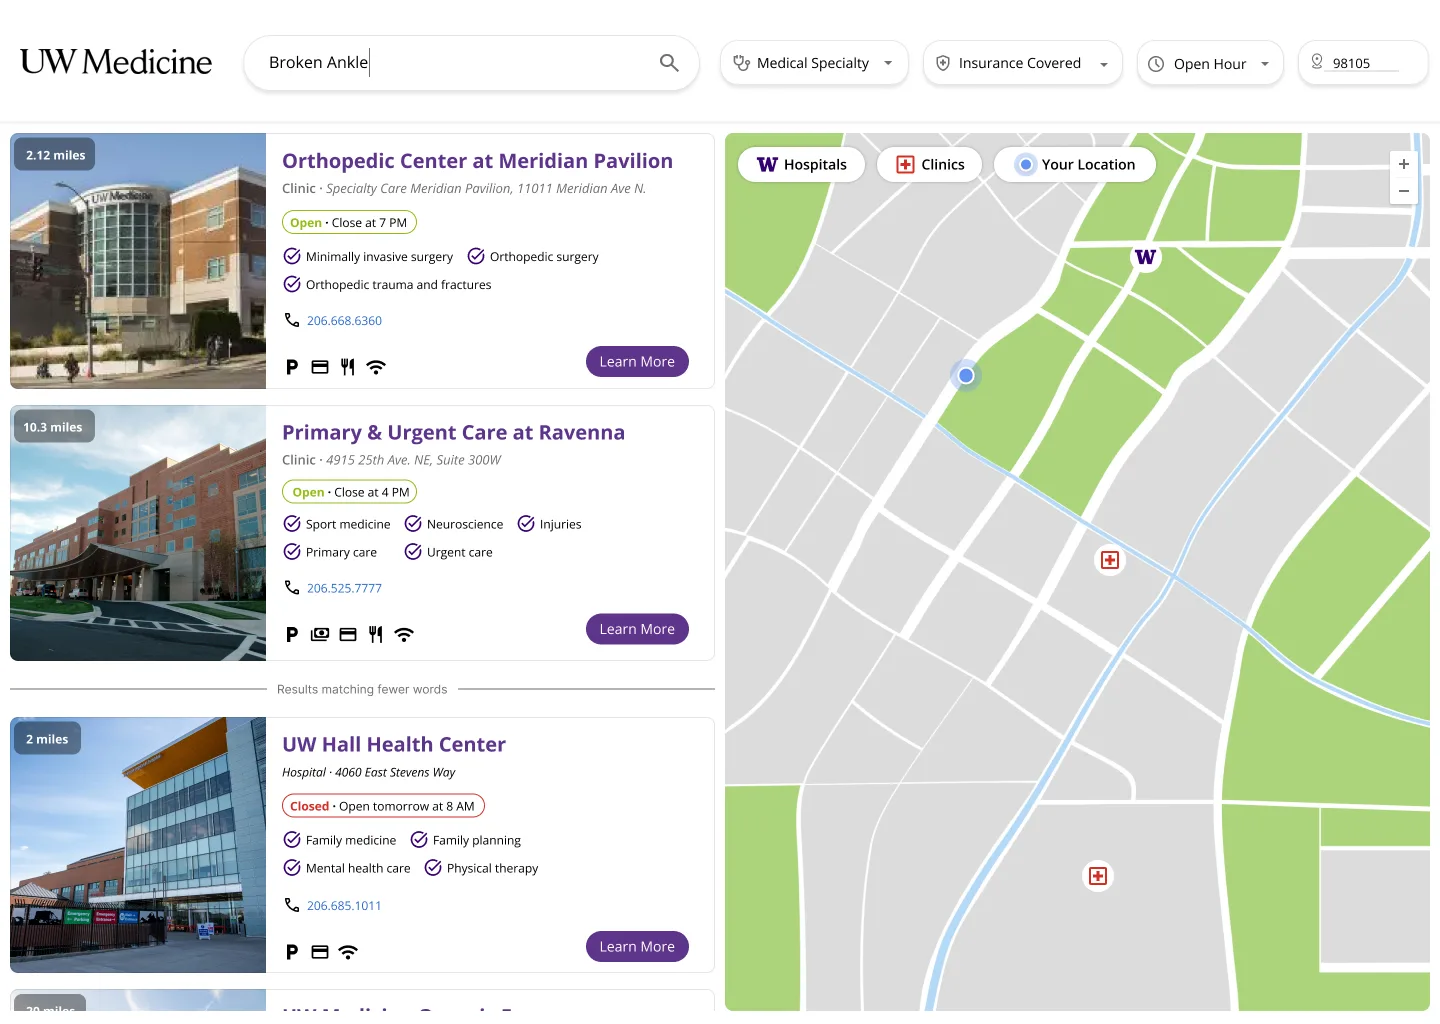 UW Medicine
Broken Ankle
Medical Specialty
Insurance Covered
Open Hour
98105
2.12 miles
UW Medicine
Orthopedic Center at Meridian Pavilion
Clinic · Specialty Care Meridian Pavilion, 11011 Meridian Ave N.
Open · Close at 7 PM
Minimally invasive surgery
Orthopedic surgery
Orthopedic trauma and fractures
206.668.6360
P
Learn More
10.3 miles
Primary & Urgent Care at Ravenna
Clinic · 4915 25th Ave. NE, Suite 300W
Open · Close at 4 PM
Sport medicine
Neuroscience
Injuries
Primary care
Urgent care
206.525.7777
P
Learn More
Results matching fewer words
2 miles
UW Hall Health Center
Hospital · 4060 East Stevens Way
Closed · Open tomorrow at 8 AM
Family medicine
Family planning
Mental health care
Physical therapy
206.685.1011
P
Learn More
Emergency
Parking
Emergency
Entrance
W Hospitals
Clinics
Your Location
+
−
W